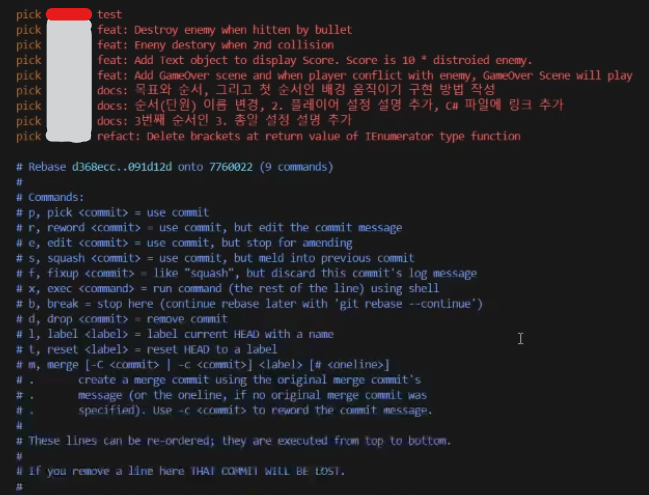 pick test
pick feat: Destroy enemy when hitten by bullet
pick feat: Eneny destory when 2nd collision
pick feat: Add Text object to display Score. Score is 10 * distroied enemy.
pick feat: Add GameOver scene and when player conflict with enemy, GameOver Scene will play
pick docs: 목표와 순서, 그리고 첫 순서인 배경 움직이기 구현 방법 작성
pick docs: 순서(단원) 이름 변경, 2. 플레이어 설정 설명 추가, C# 파일에 링크 추가
pick docs: 3번째 순서인 3. 총알 설정 설명 추가
pick refact: Delete brackets at return value of IEnumerator type function

# Rebase d368ecc..091d12d onto 7760022 (9 commands)
#
# Commands:
# p, pick <commit> = use commit
# r, reword <commit> = use commit, but edit the commit message
# e, edit <commit> = use commit, but stop for amending
# s, squash <commit> = use commit, but meld into previous commit
# f, fixup <commit> = like "squash", but discard this commit's log message
# x, exec <command> = run command (the rest of the line) using shell
# b, break = stop here (continue rebase later with 'git rebase --continue')
# d, drop <commit> = remove commit
# l, label <label> = label current HEAD with a name
# t, reset <label> = reset HEAD to a label
# m, merge [-C <commit> | -c <commit>] <label> [# <oneline>]
# .       create a merge commit using the original merge commit's
# .       message (or the oneline, if no original merge commit was
# .       specified). Use -c <commit> to reword the commit message.
#
# These lines can be re-ordered; they are executed from top to bottom.
#
# If you remove a line here THAT COMMIT WILL BE LOST.
#